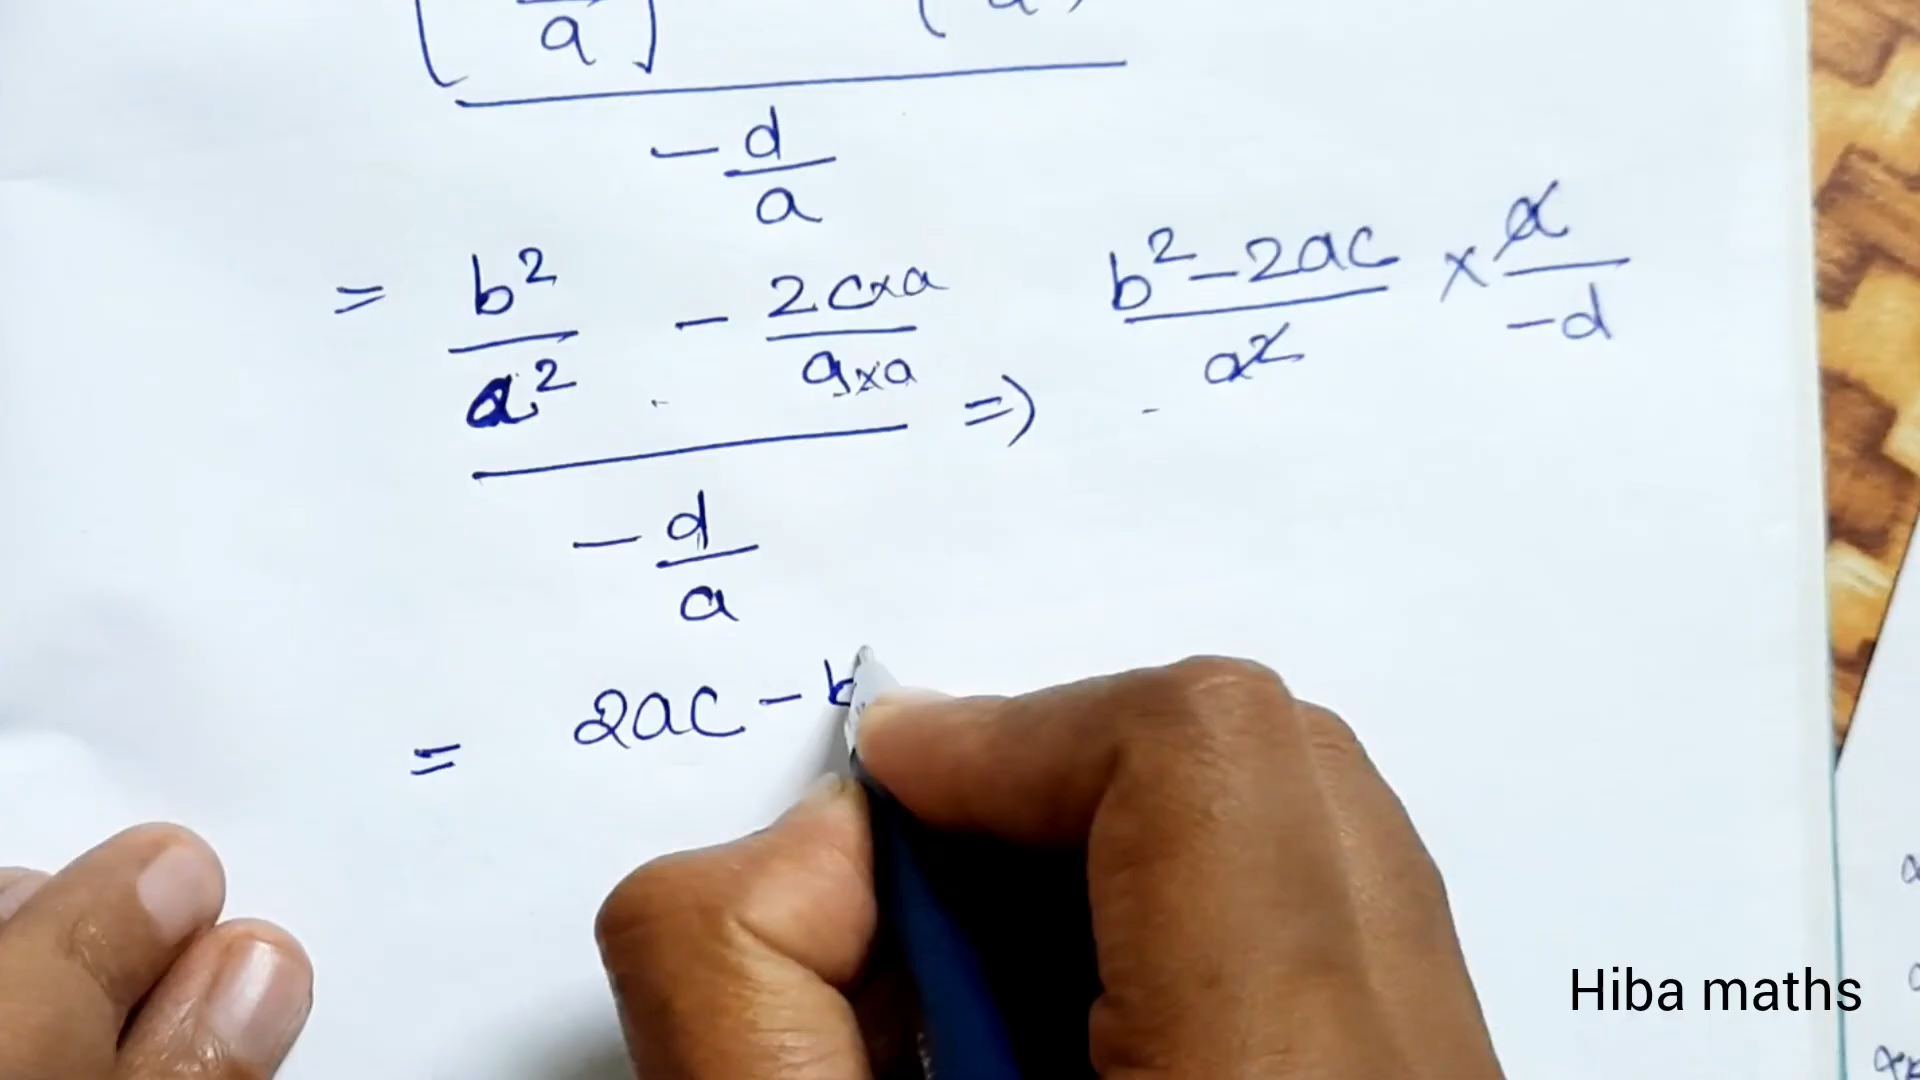 a
- d
a
= b² - 2c×a b²-2ac × a
a² a×a a² -d
=>
- d
a
= 2ac - b
Hiba maths